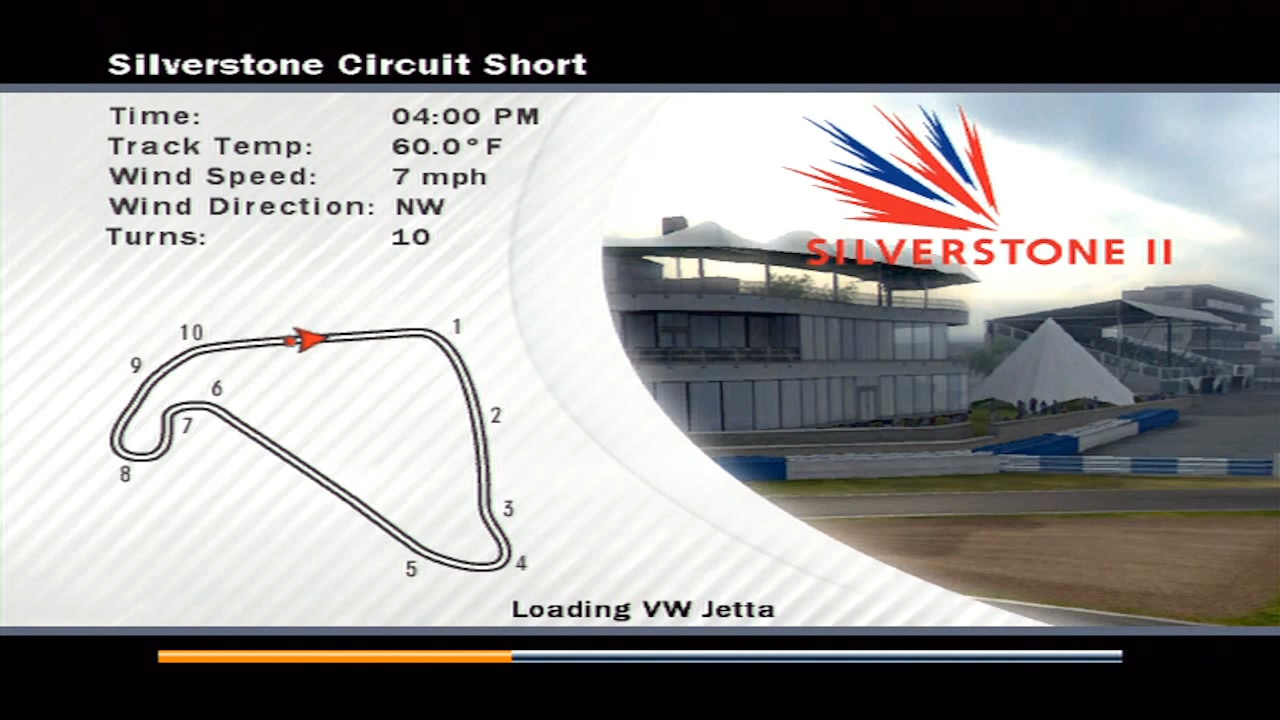 Silverstone Circuit Short
Time: 04:00 PM
Track Temp: 60.0°F
Wind Speed: 7 mph
Wind Direction: NW
Turns: 10
SILVERSTONE II
1
10
9
6
2
7
8
3
4
5
Loading VW Jetta